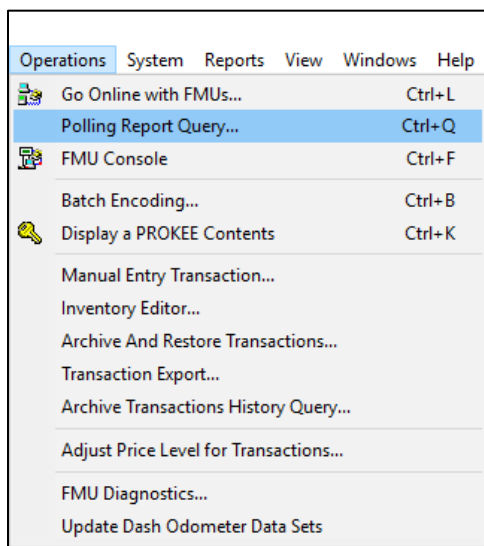 Operations System Reports View Windows Help
Go Online with FMUs... Ctrl+L
Polling Report Query... Ctrl+Q
FMU Console Ctrl+F
Batch Encoding... Ctrl+B
Display a PROKEE Contents Ctrl+K
Manual Entry Transaction...
Inventory Editor...
Archive And Restore Transactions...
Transaction Export...
Archive Transactions History Query...
Adjust Price Level for Transactions...
FMU Diagnostics...
Update Dash Odometer Data Sets